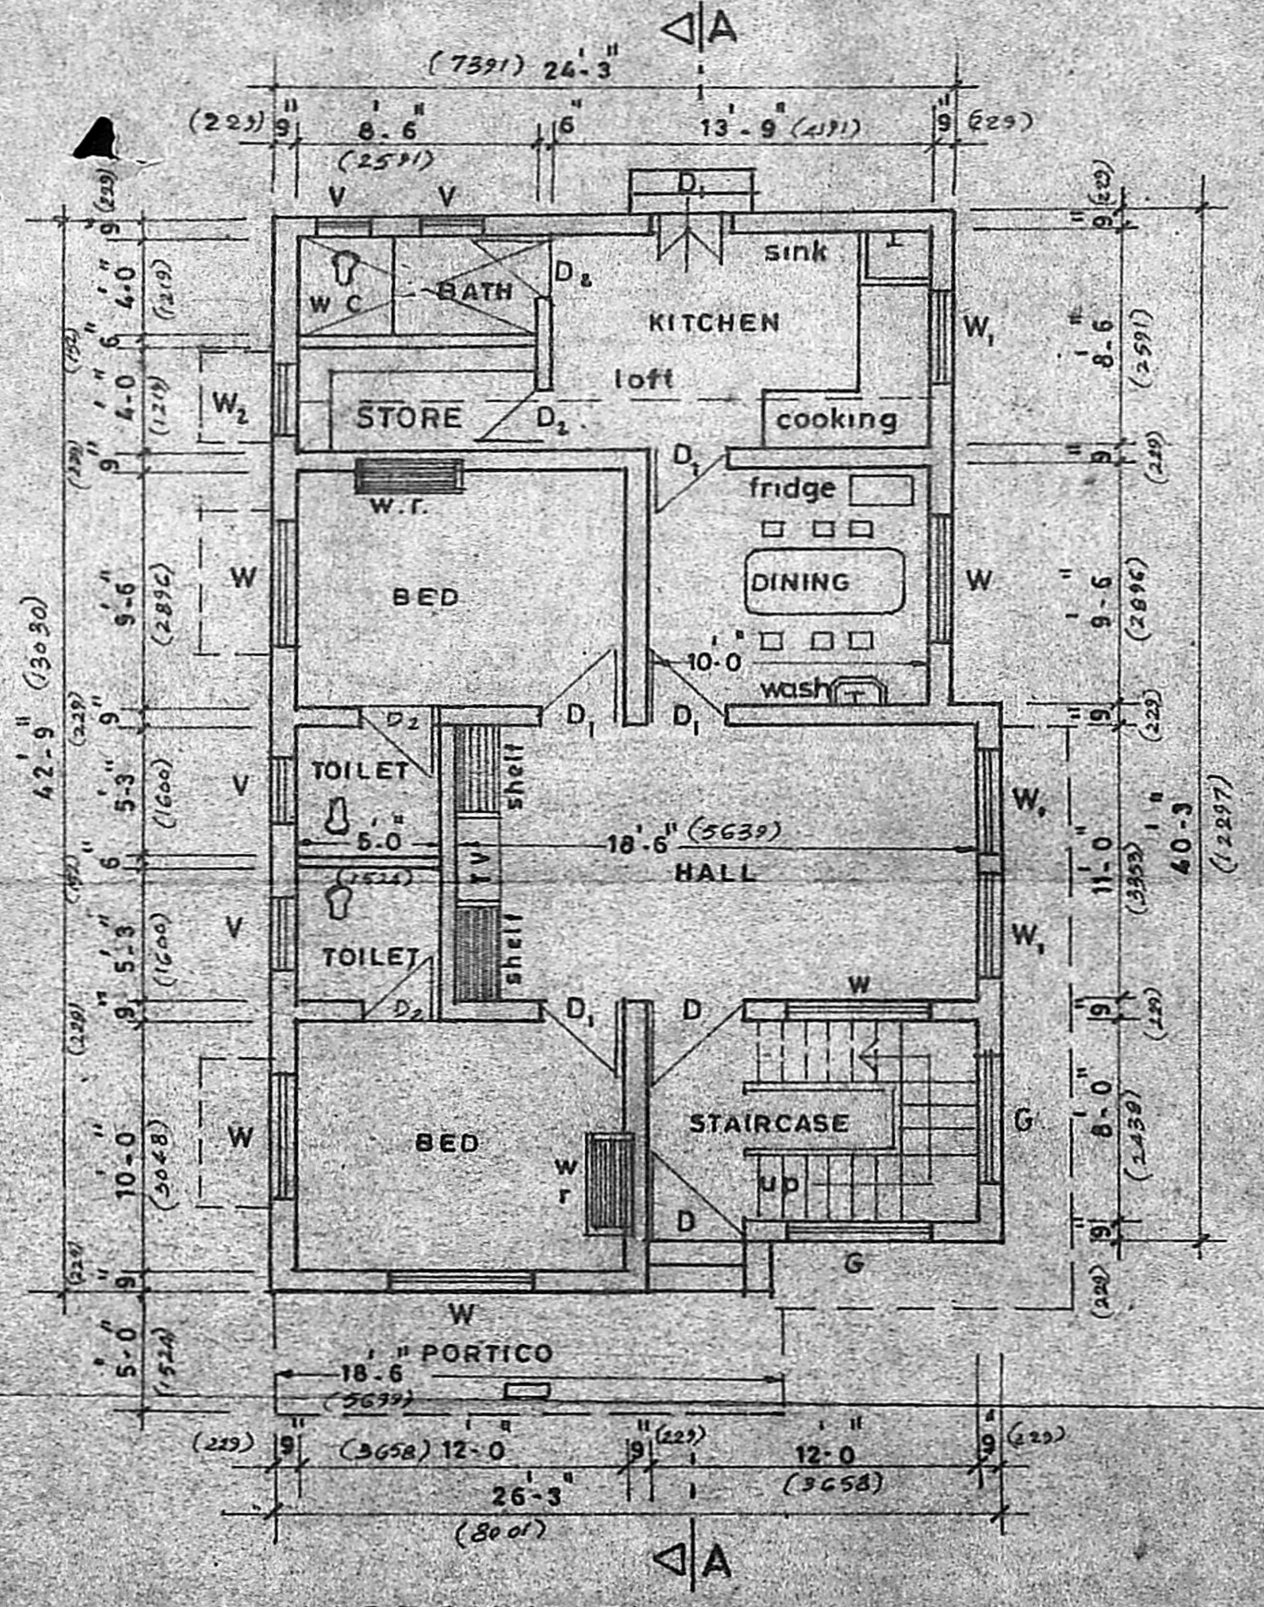 A
(7391) 24'-3"
(229) 9" 8'-6" 6" 13'-9" (4191) 9" (229)
(2591)
V V D1
9" (229)
9" (229)
4'-0" (1219)
W C BATH D2 sink
KITCHEN W1 8'-6" (2591)
6" (152)
loft
4'-0" (1219) W2 STORE D2 cooking
9" (229) D1 9" (229)
w.r. fridge
9'-6" (2896) W BED DINING W 9'-6" (2896)
10'-0"
wash
9" (229) D2 D1 D1 9" (229)
42'-9" (13030)
5'-3" (1600) V TOILET shelf W1
5'-0" 18'-6" (5639) 11'-0" (3353) 40'-3" (12297)
6" (152) (1524) TV HALL
5'-3" (1600) V TOILET shelf W1
W
9" (229) D2 D1 D 9" (229)
10'-0" (3048) W BED STAIRCASE G 8'-0" (2439)
w r up
D 9" (229)
9" (229) G
W
5'-0" (1524) PORTICO
18'-6"
(5639)
(229) 9" (3658) 12'-0" 9" (229) 12'-0" 9" (229)
(3658)
26'-3"
(8001)
A